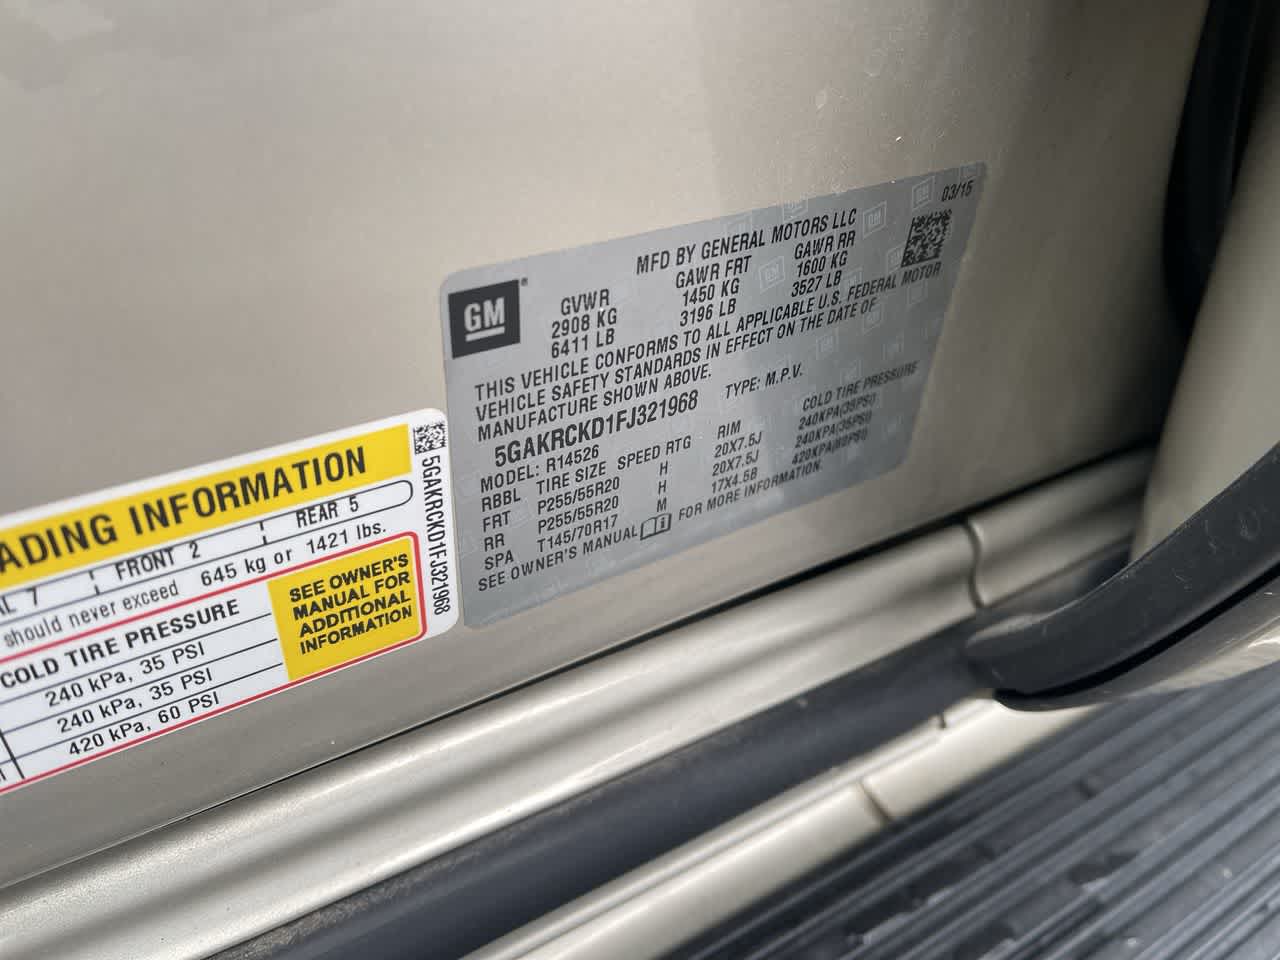 03/15
MFD BY GENERAL MOTORS LLC
GM
GVWR GAWR FRT GAWR RR
2908 KG 1450 KG 1600 KG
6411 LB 3196 LB 3527 LB
THIS VEHICLE CONFORMS TO ALL APPLICABLE U.S. FEDERAL MOTOR
VEHICLE SAFETY STANDARDS IN EFFECT ON THE DATE OF
MANUFACTURE SHOWN ABOVE.
5GAKRCKD1FJ321968 TYPE: M.P.V.
MODEL: R14526
RBBL TIRE SIZE SPEED RTG RIM COLD TIRE PRESSURE
FRT P255/55R20 H 20X7.5J 240KPA(35PSI)
RR P255/55R20 H 20X7.5J 240KPA(35PSI)
SPA T145/70R17 M 17X4.5B 420KPA(60PSI)
SEE OWNER'S MANUAL FOR MORE INFORMATION.
ADING INFORMATION
AL 7 FRONT 2 REAR 5
should never exceed 645 kg or 1421 lbs.
COLD TIRE PRESSURE
240 kPa, 35 PSI
240 kPa, 35 PSI
420 kPa, 60 PSI
SEE OWNER'S
MANUAL FOR
ADDITIONAL
INFORMATION
5GAKRCKD1FJ321968